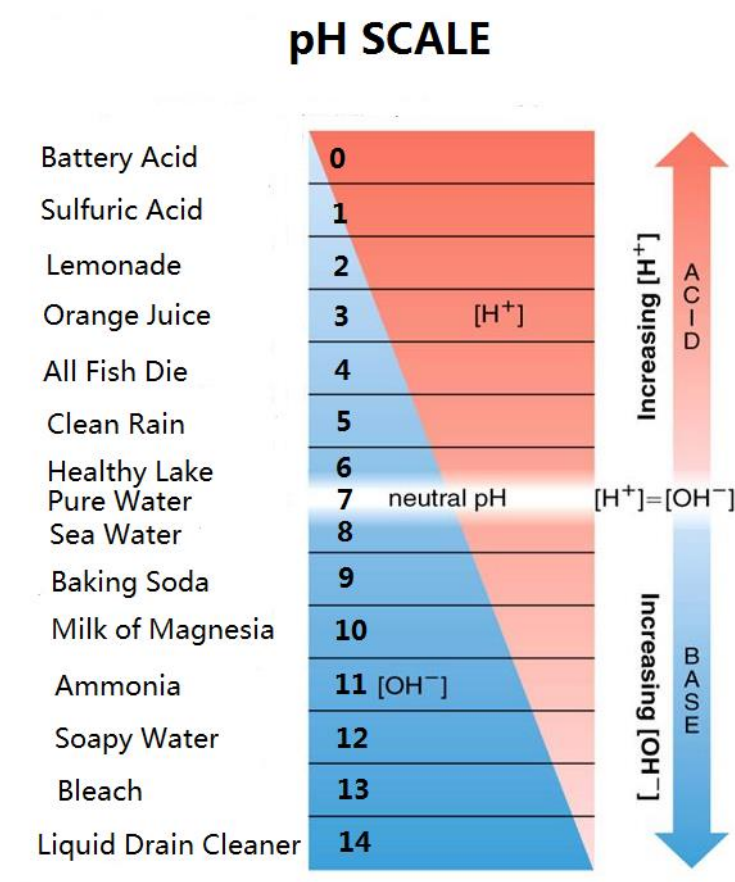 pH SCALE
Battery Acid 0
Sulfuric Acid 1
Lemonade 2
Orange Juice 3 [H⁺]
All Fish Die 4
Clean Rain 5
Healthy Lake 6
Pure Water 7 neutral pH [H⁺]=[OH⁻]
Sea Water 8
Baking Soda 9
Milk of Magnesia 10
Ammonia 11 [OH⁻]
Soapy Water 12
Bleach 13
Liquid Drain Cleaner 14
Increasing [H⁺]
ACID
Increasing [OH⁻]
BASE